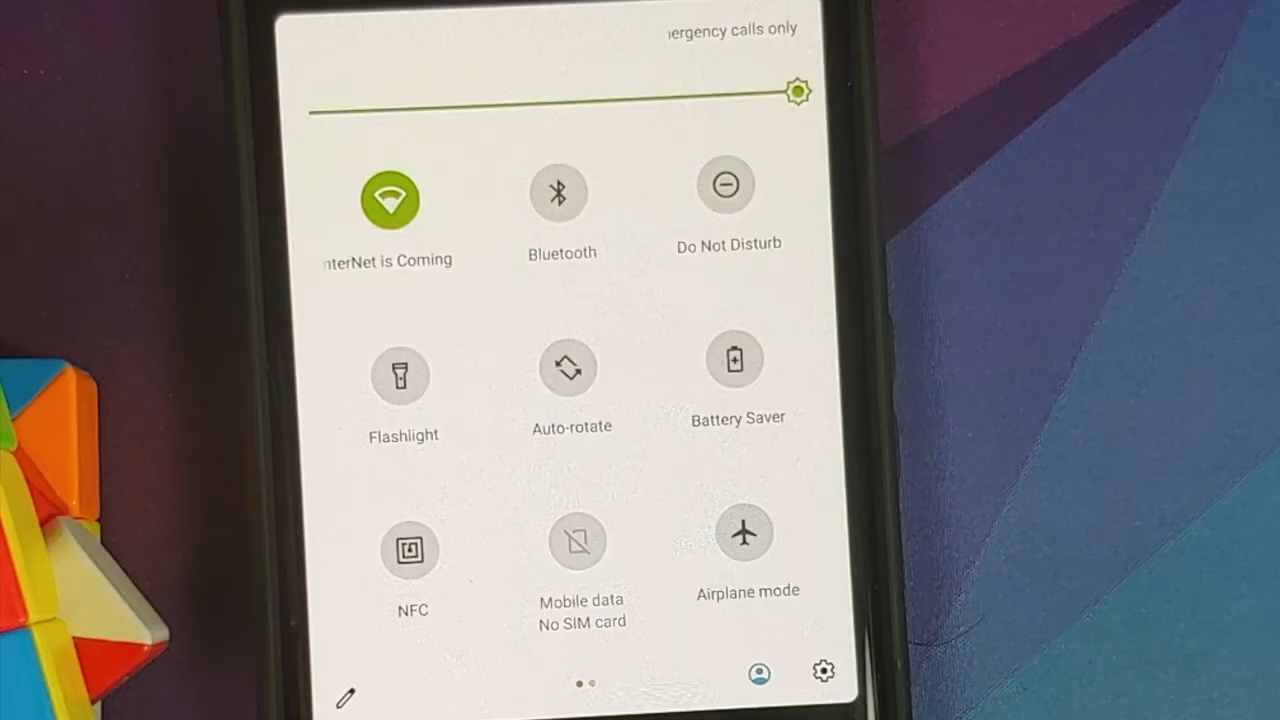 calls only
nterNet is Coming
Bluetooth
Do Not Disturb
Flashlight
Auto-rotate
Battery Saver
NFC
Mobile data
No SIM card
Airplane mode